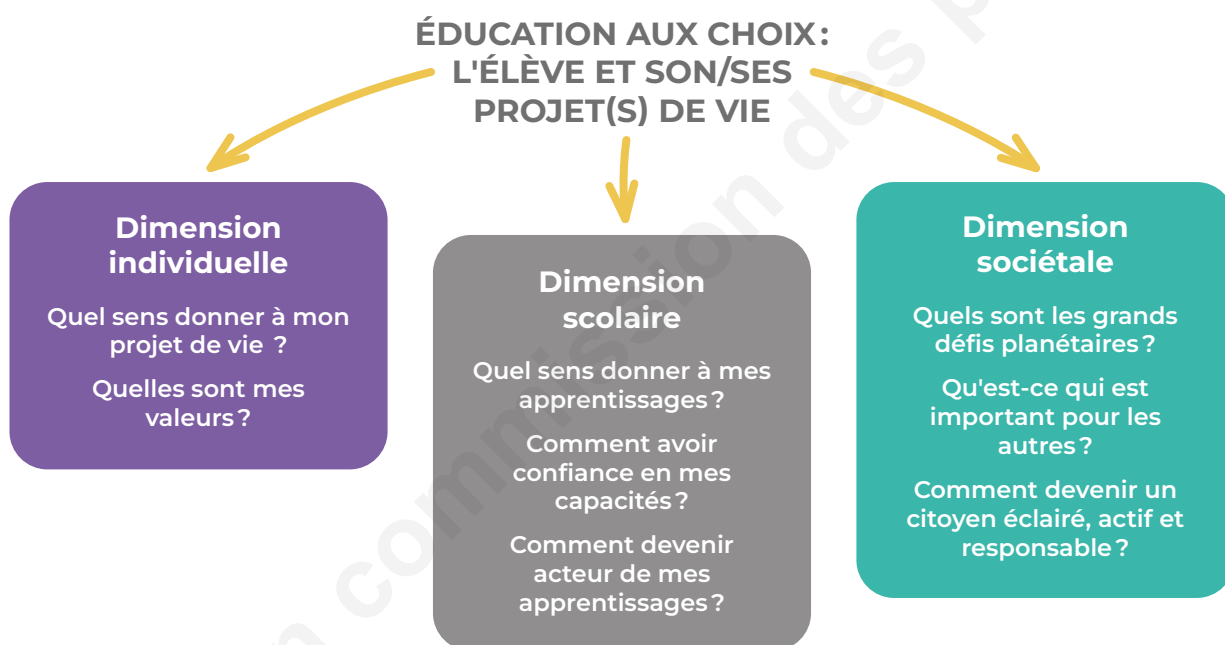 ÉDUCATION AUX CHOIX :
L'ÉLÈVE ET SON/SES
PROJET(S) DE VIE
Dimension
individuelle
Quel sens donner à mon
projet de vie ?
Quelles sont mes
valeurs ?
Dimension
scolaire
Quel sens donner à mes
apprentissages ?
Comment avoir
confiance en mes
capacités ?
Comment devenir
acteur de mes
apprentissages ?
Dimension
sociétale
Quels sont les grands
défis planétaires ?
Qu'est-ce qui est
important pour les
autres ?
Comment devenir un
citoyen éclairé, actif et
responsable ?
commission des